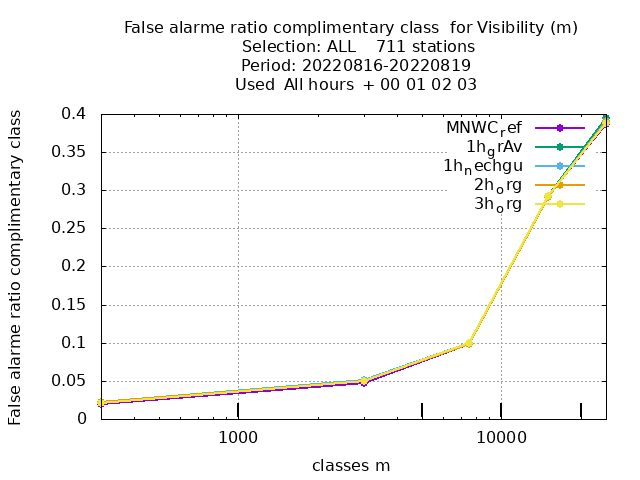 False alarme ratio complimentary class  for Visibility (m)
Selection: ALL    711 stations
Period: 20220816-20220819
Used  All hours  + 00 01 02 03
False alarme ratio complimentary class
0.4
0.35
0.3
0.25
0.2
0.15
0.1
0.05
0
MNWC_ref
1h_grAv
1h_nechgu
2h_org
3h_org
1000
10000
classes m